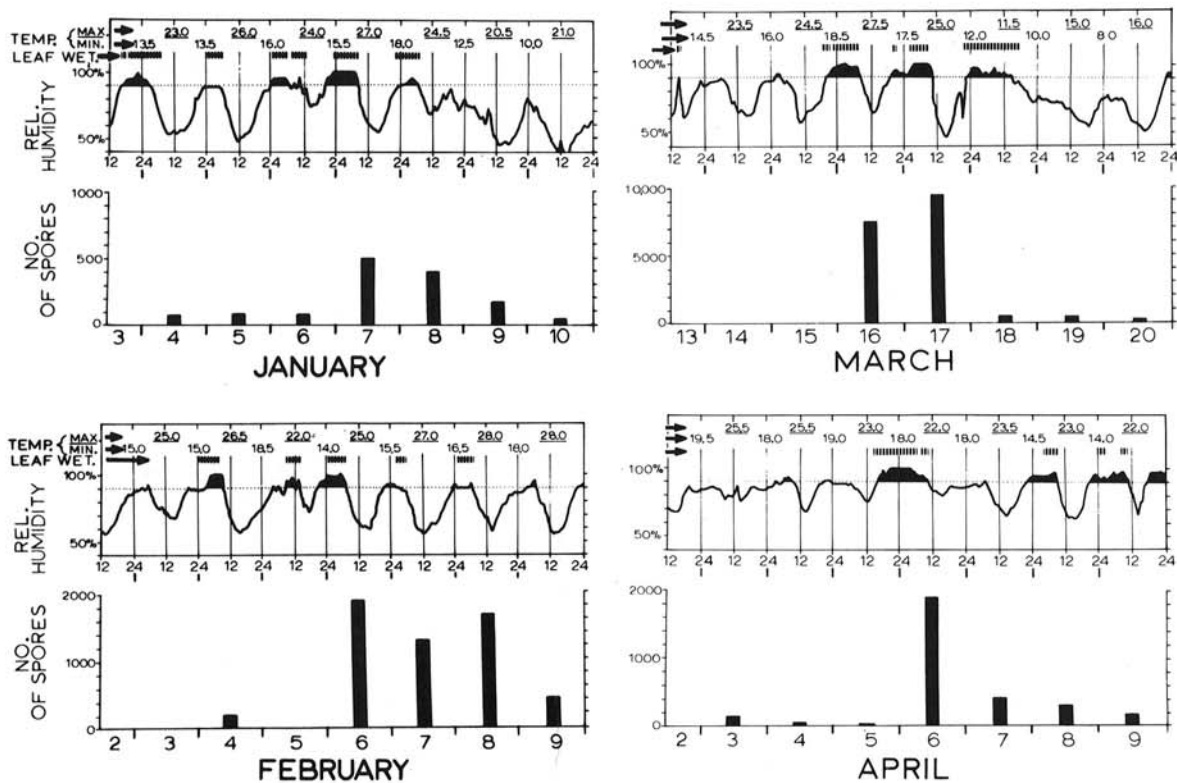 TEMP. { MAX. 23.0 26.0 24.0 27.0 24.5 20.5 21.0
MIN. 13.5 13.5 16.0 15.5 18.0 12.5 10.0
LEAF WET.
100%
50%
REL. HUMIDITY
12 24 12 24 12 24 12 24 12 24 12 24 12 24 12 24
1000
500
0
NO. OF SPORES
3 4 5 6 7 8 9 10
JANUARY
23.5 24.5 27.5 25.0 11.5 15.0 16.0
14.5 16.0 18.5 17.5 12.0 10.0 8.0
100%
50%
12 24 12 24 12 24 12 24 12 24 12 24 12 24 12 24
10,000
5000
0
13 14 15 16 17 18 19 20
MARCH
TEMP. { MAX. 25.0 26.5 22.0 25.0 27.0 28.0 28.0
MIN. 15.0 15.0 18.5 14.0 15.5 16.5 18.0
LEAF WET.
100%
50%
REL. HUMIDITY
12 24 12 24 12 24 12 24 12 24 12 24 12 24 12 24
2000
1000
0
NO. OF SPORES
2 3 4 5 6 7 8 9
FEBRUARY
25.5 25.5 23.0 22.0 23.5 23.0 22.0
19.5 18.0 19.0 18.0 18.0 14.5 14.0
100%
50%
12 24 12 24 12 24 12 24 12 24 12 24 12 24 12 24
2000
1000
0
2 3 4 5 6 7 8 9
APRIL